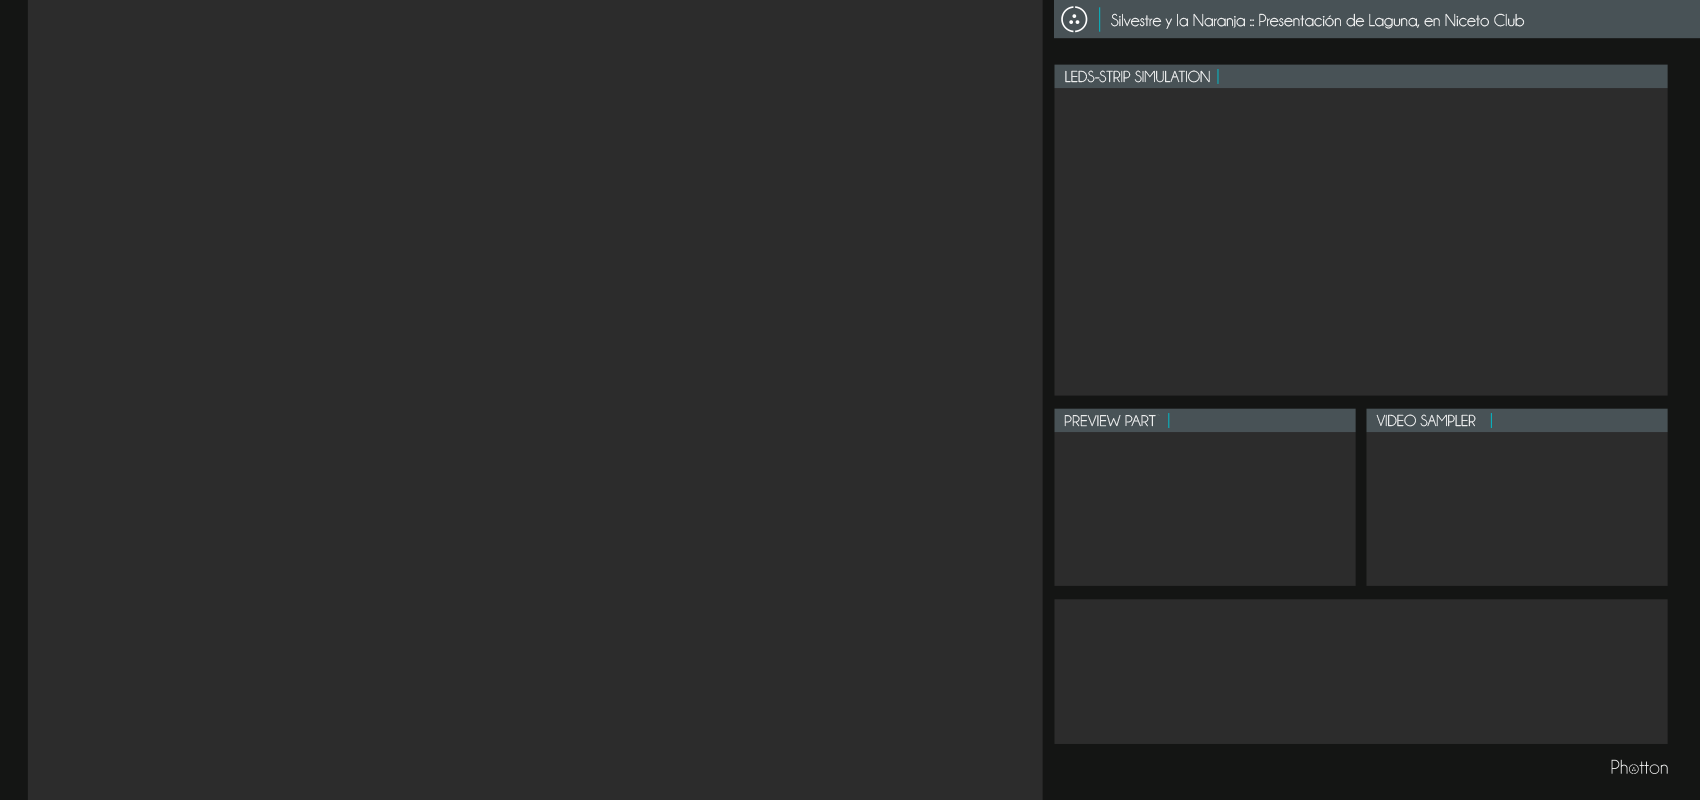 Silvestre y la Naranja :: Presentación de Laguna, en Niceto Club
LEDS-STRIP SIMULATION
PREVIEW PART
VIDEO SAMPLER
Photton